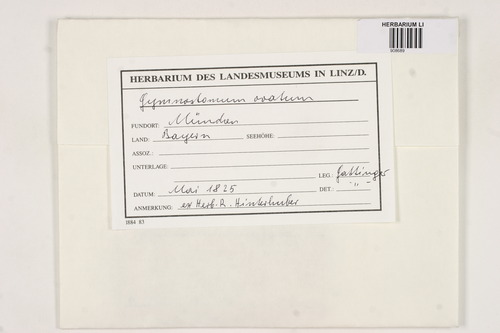 HERBARIUM LI
HERBARIUM DES LANDESMUSEUMS IN LINZ/D.
Gymnostomum ovatum
FUNDORT: München
LAND: Bayern SEEHÖHE:
ASSOZ.:
UNTERLAGE:
LEG.: Gattinger
DATUM: Mai 1825 DET.: " -
ANMERKUNG: ex Herb. R. Hinterhuber
1884 83